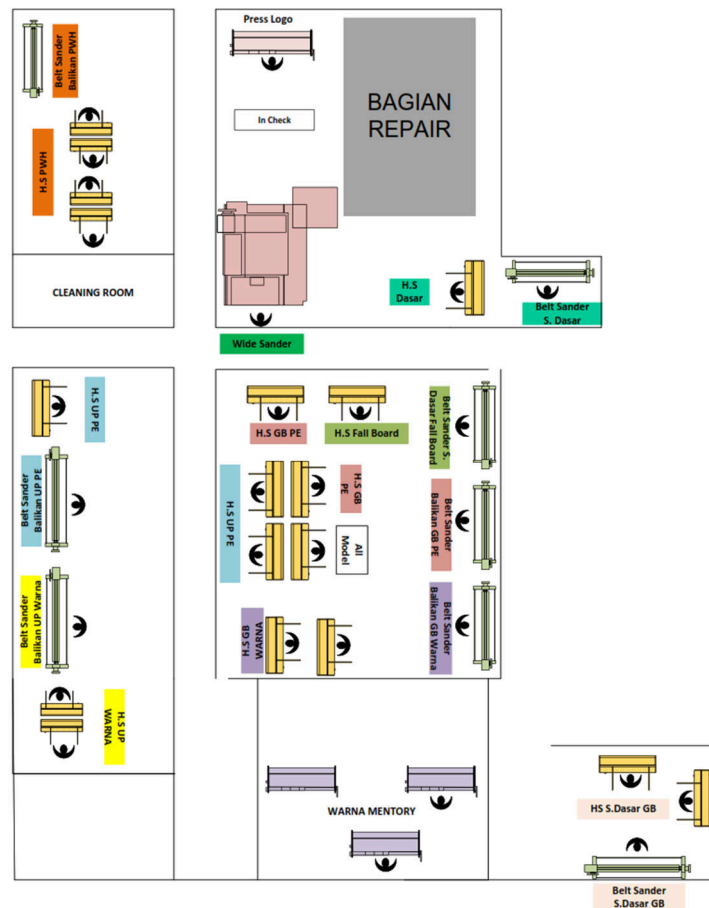 Press Logo
Belt Sander
Balikan PWH
BAGIAN
REPAIR
In Check
H.S PWH
CLEANING ROOM
H.S
Dasar
Belt Sander
S. Dasar
Wide Sander
H.S UP PE
Belt Sander
Balikan UP PE
Belt Sander
Balikan UP Warna
H.S UP
WARNA
H.S GB PE
H.S Fall Board
Belt Sander S.
Dasar Fall Board
H.S UP PE
H.S GB
PE
All
Model
Belt Sander
Balikan GB PE
H.S GB
WARNA
Belt Sander
Balikan GB Warna
WARNA MENTORY
HS S.Dasar GB
Belt Sander
S.Dasar GB